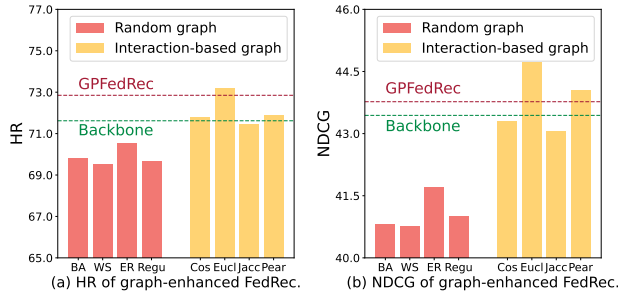 77.0
75.0
73.0
71.0
69.0
67.0
65.0
HR
Random graph
Interaction-based graph
GPFedRec
Backbone
BA WS ER Regu Cos Eucl Jacc Pear
(a) HR of graph-enhanced FedRec.
46.0
44.5
43.0
41.5
40.0
NDCG
Random graph
Interaction-based graph
GPFedRec
Backbone
BA WS ER Regu Cos Eucl Jacc Pear
(b) NDCG of graph-enhanced FedRec.